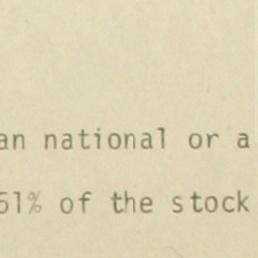 an national or a
51% of the stock